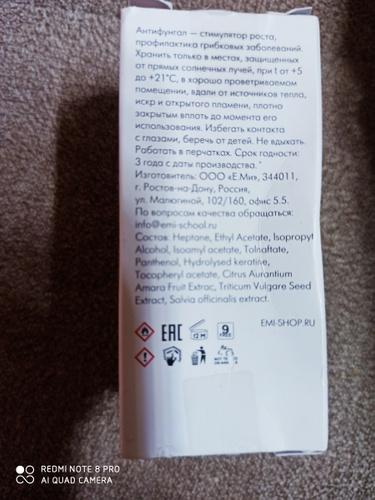 Антифунгал — стимулятор роста,
профилактика грибковых заболеваний.
Хранить только в местах, защищенных
от прямых солнечных лучей, при t от +5
до +21°C, в хорошо проветриваемом
помещении, вдали от источников тепла,
искр и открытого пламени, плотно
закрытым вплоть до момента его
использования. Избегать контакта
с глазами, беречь от детей. Не вдыхать.
Работать в перчатках. Срок годности:
3 года с даты производства.
Изготовитель: ООО «Е.Ми», 344011,
г. Ростов-на-Дону, Россия,
ул. Малюгиной, 102/160, офис 5.5.
По вопросам качества обращаться:
info@emi-school.ru
Состав: Heptane, Ethyl Acetate, Isopropyl
Alcohol, Isoamyl acetate, Tolnaftate,
Panthenol, Hydrolysed keratine,
Tocopheryl acetate, Citrus Aurantium
Amara Fruit Extrac, Triticum Vulgare Seed
Extract, Salvia officinalis extract.
EMI-SHOP.RU
EAC 12 M 9 FREE
REDMI NOTE 8 PRO
AI QUAD CAMERA